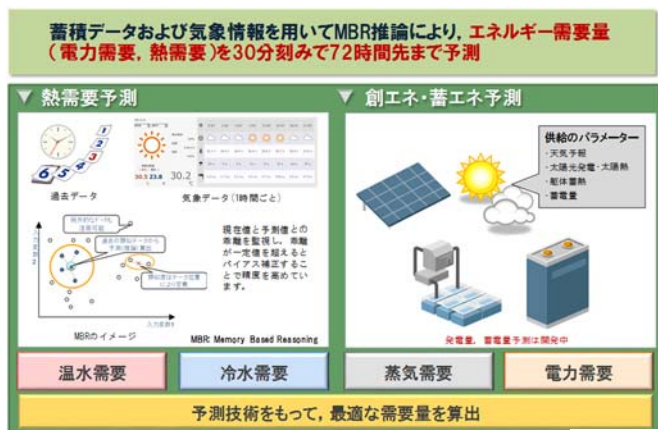 蓄積データおよび気象情報を用いてMBR推論により, エネルギー需要量
(電力需要, 熱需要)を30分刻みで72時間先まで予測
▼ 熱需要予測
▼ 創エネ・蓄エネ予測
過去データ
気象データ(1時間ごと)
30.2
現在値と予測値との
乖離を監視し, 乖離
が一定値を超えると
バイアス補正するこ
とで精度を高めてい
ます。
MBRのイメージ
MBR: Memory Based Reasoning
供給のパラメーター
・天気予報
・太陽光発電・太陽熱
・躯体蓄熱
・蓄電量
発電量, 蓄電量予測は開発中
温水需要
冷水需要
蒸気需要
電力需要
予測技術をもって, 最適な需要量を算出